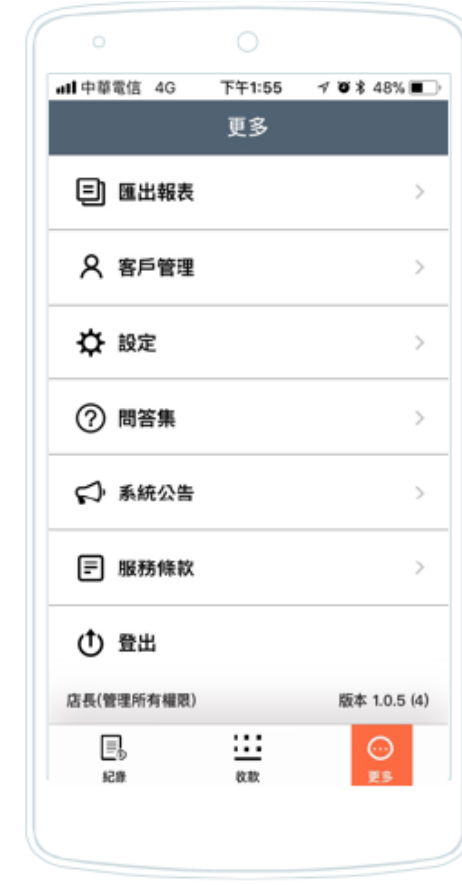 中華電信 4G 下午1:55 48%
更多
匯出報表
客戶管理
設定
問答集
系統公告
服務條款
登出
店長(管理所有權限) 版本 1.0.5 (4)
紀錄 收款 更多